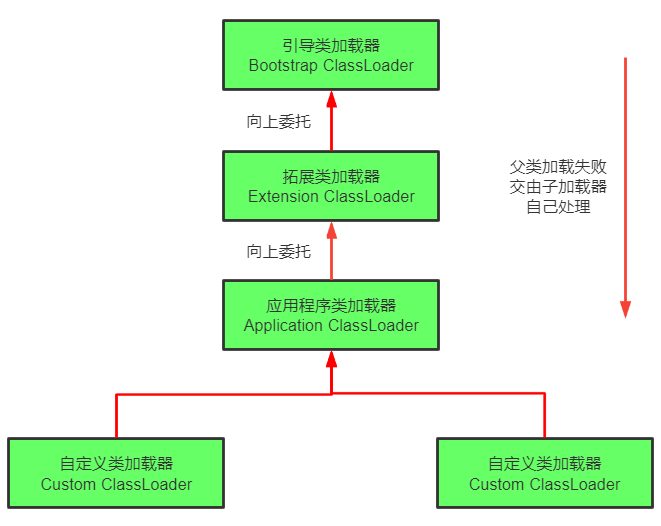 引导类加载器
Bootstrap ClassLoader
向上委托
拓展类加载器
Extension ClassLoader
父类加载失败
交由子加载器
自己处理
向上委托
应用程序类加载器
Application ClassLoader
自定义类加载器
Custom ClassLoader
自定义类加载器
Custom ClassLoader